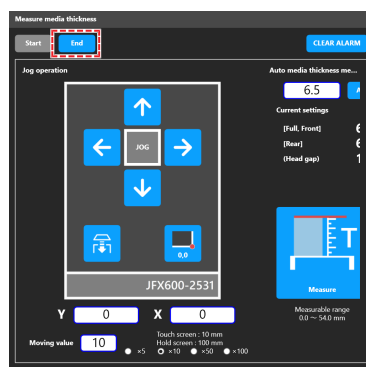 Measure media thickness
Start
End
CLEAR ALARM
Jog operation
Auto media thickness me...
6.5
Current settings
[Full, Front]
[Rear]
(Head gap)
JOG
0,0
JFX600-2531
T
Measure
Y 0 X 0
Measurable range
0.0 ~ 54.0 mm
Touch screen : 10 mm
Hold screen : 100 mm
Moving value 10
×5 ×10 ×50 ×100